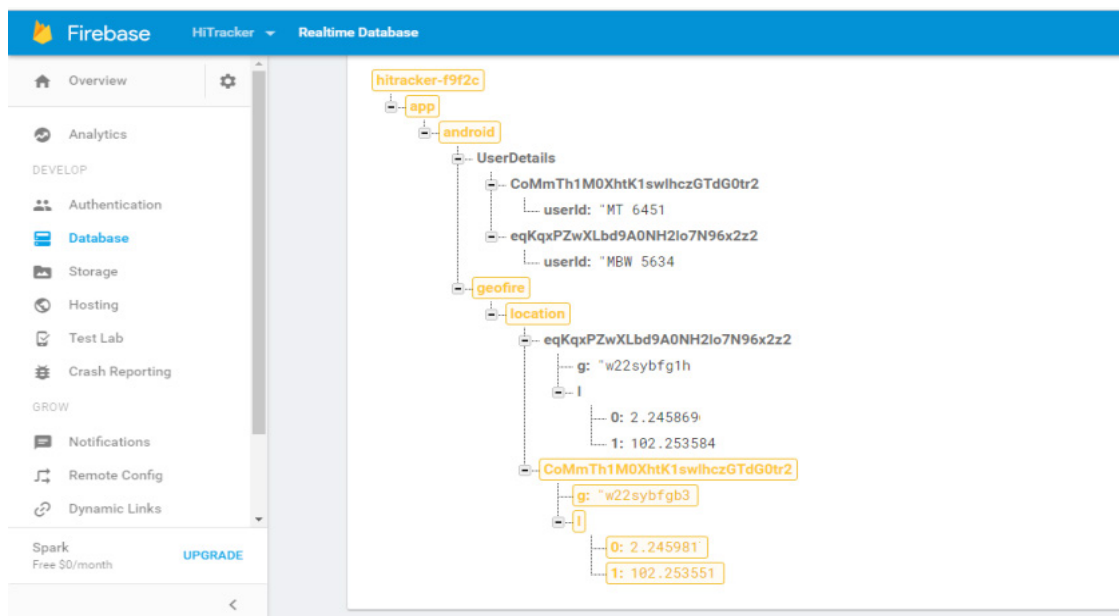 Firebase HiTracker Realtime Database
Overview
Analytics
DEVELOP
Authentication
Database
Storage
Hosting
Test Lab
Crash Reporting
GROW
Notifications
Remote Config
Dynamic Links
Spark
Free $0/month
UPGRADE
hitracker-f9f2c
app
android
UserDetails
CoMmTh1M0XhtK1swlhczGTdG0tr2
userId: "MT 6451
eqKqxPZwXLbd9A0NH2lo7N96x2z2
userId: "MBW 5634
geofire
location
eqKqxPZwXLbd9A0NH2lo7N96x2z2
g: "w22sybfg1h
l
0: 2.245869
1: 102.253584
CoMmTh1M0XhtK1swlhczGTdG0tr2
g: "w22sybfgb3
l
0: 2.245981
1: 102.253551